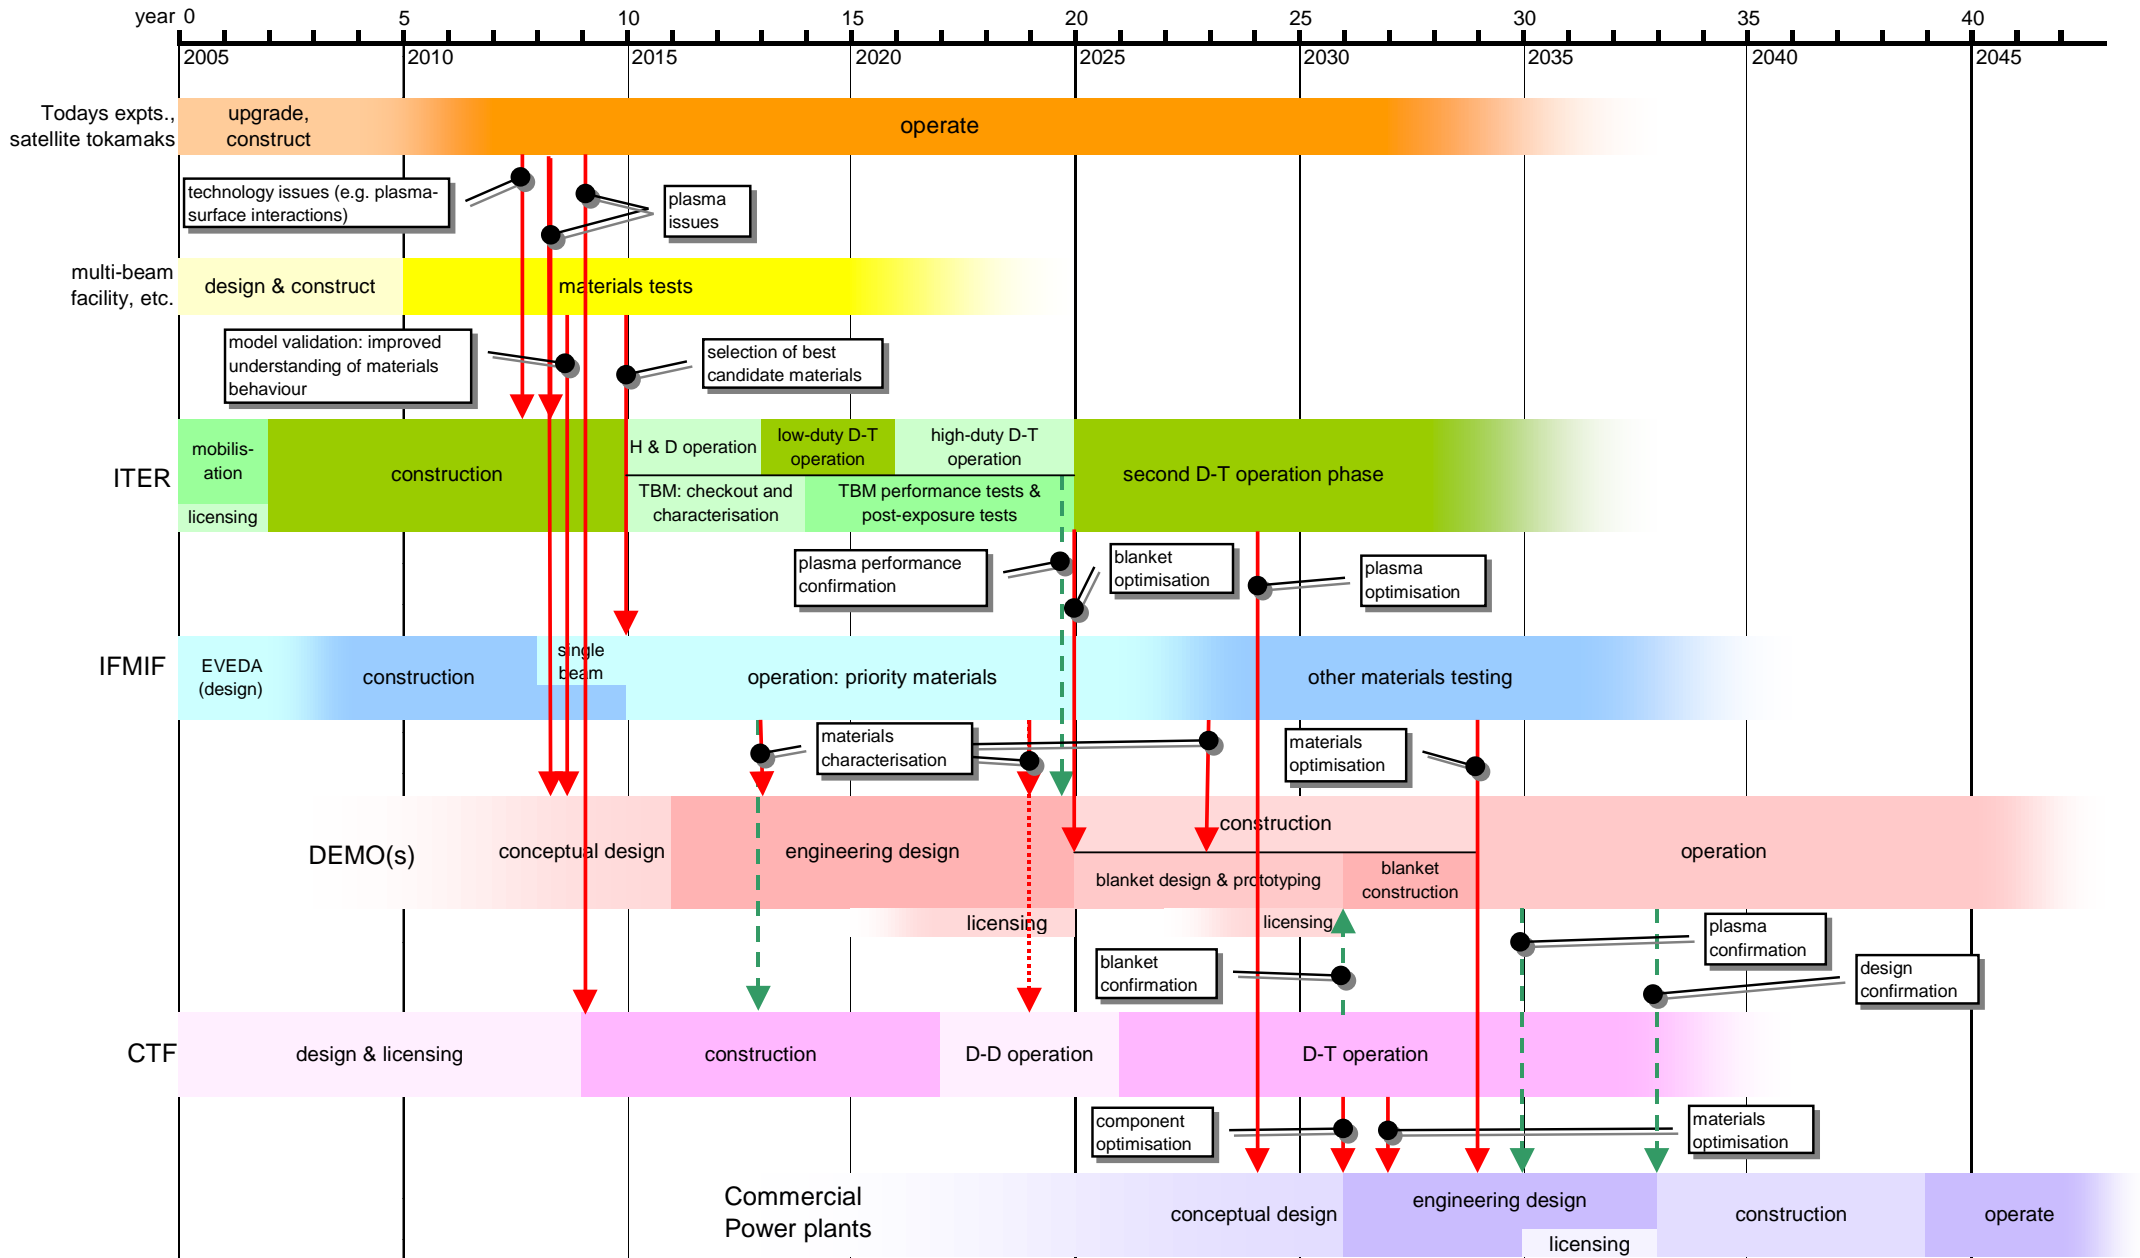 year 0 5 10 15 20 25 30 35 40
2005 2010 2015 2020 2025 2030 2035 2040 2045
Todays expts.,
satellite tokamaks
upgrade,
construct
operate
technology issues (e.g. plasma-
surface interactions)
plasma
issues
multi-beam
facility, etc.
design & construct
materials tests
model validation: improved
understanding of materials
behaviour
selection of best
candidate materials
ITER
mobilis-
ation
licensing
construction
H & D operation
low-duty D-T
operation
high-duty D-T
operation
TBM: checkout and
characterisation
TBM performance tests &
post-exposure tests
second D-T operation phase
plasma performance
confirmation
blanket
optimisation
plasma
optimisation
IFMIF
EVEDA
(design)
construction
single
beam
operation: priority materials
other materials testing
materials
characterisation
materials
optimisation
DEMO(s)
conceptual design
engineering design
construction
blanket design & prototyping
blanket
construction
operation
licensing
licensing
blanket
confirmation
plasma
confirmation
design
confirmation
CTF
design & licensing
construction
D-D operation
D-T operation
component
optimisation
materials
optimisation
Commercial
Power plants
conceptual design
engineering design
licensing
construction
operate